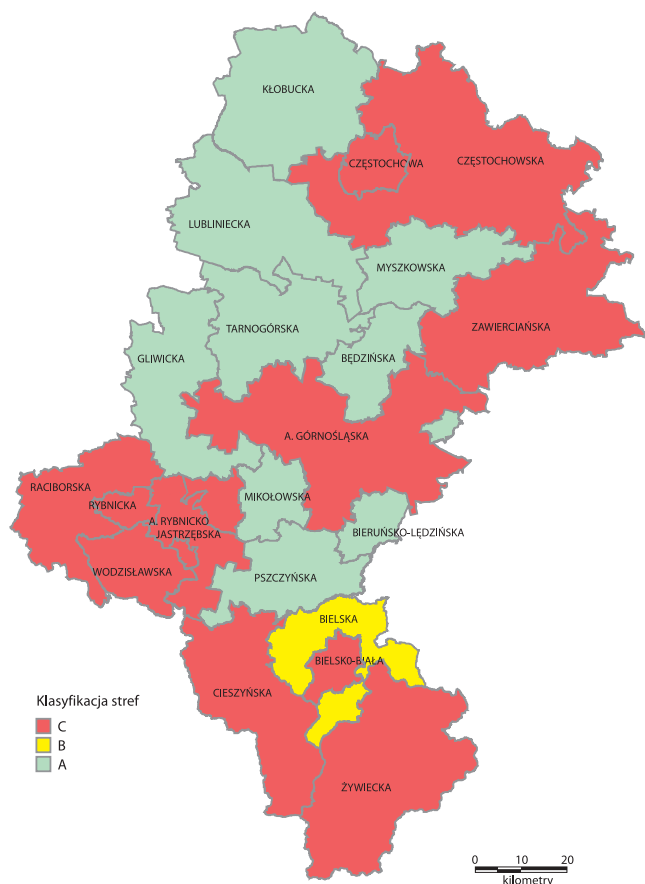 KŁOBUCKA
CZĘSTOCHOWA
CZĘSTOCHOWSKA
LUBLINIECKA
MYSZKOWSKA
TARNOGÓRSKA
ZAWIERCIAŃSKA
GLIWICKA
BĘDZIŃSKA
A. GÓRNOŚLĄSKA
RACIBORSKA
RYBNICKA
MIKOŁOWSKA
A. RYBNICKO
JASTRZĘBSKA
BIERUŃSKO-LĘDZIŃSKA
WODZISŁAWSKA
PSZCZYŃSKA
BIELSKA
BIELSKO-BIAŁA
CIESZYŃSKA
Klasyfikacja stref
C
B
A
ŻYWIECKA
0 10 20
kilometry